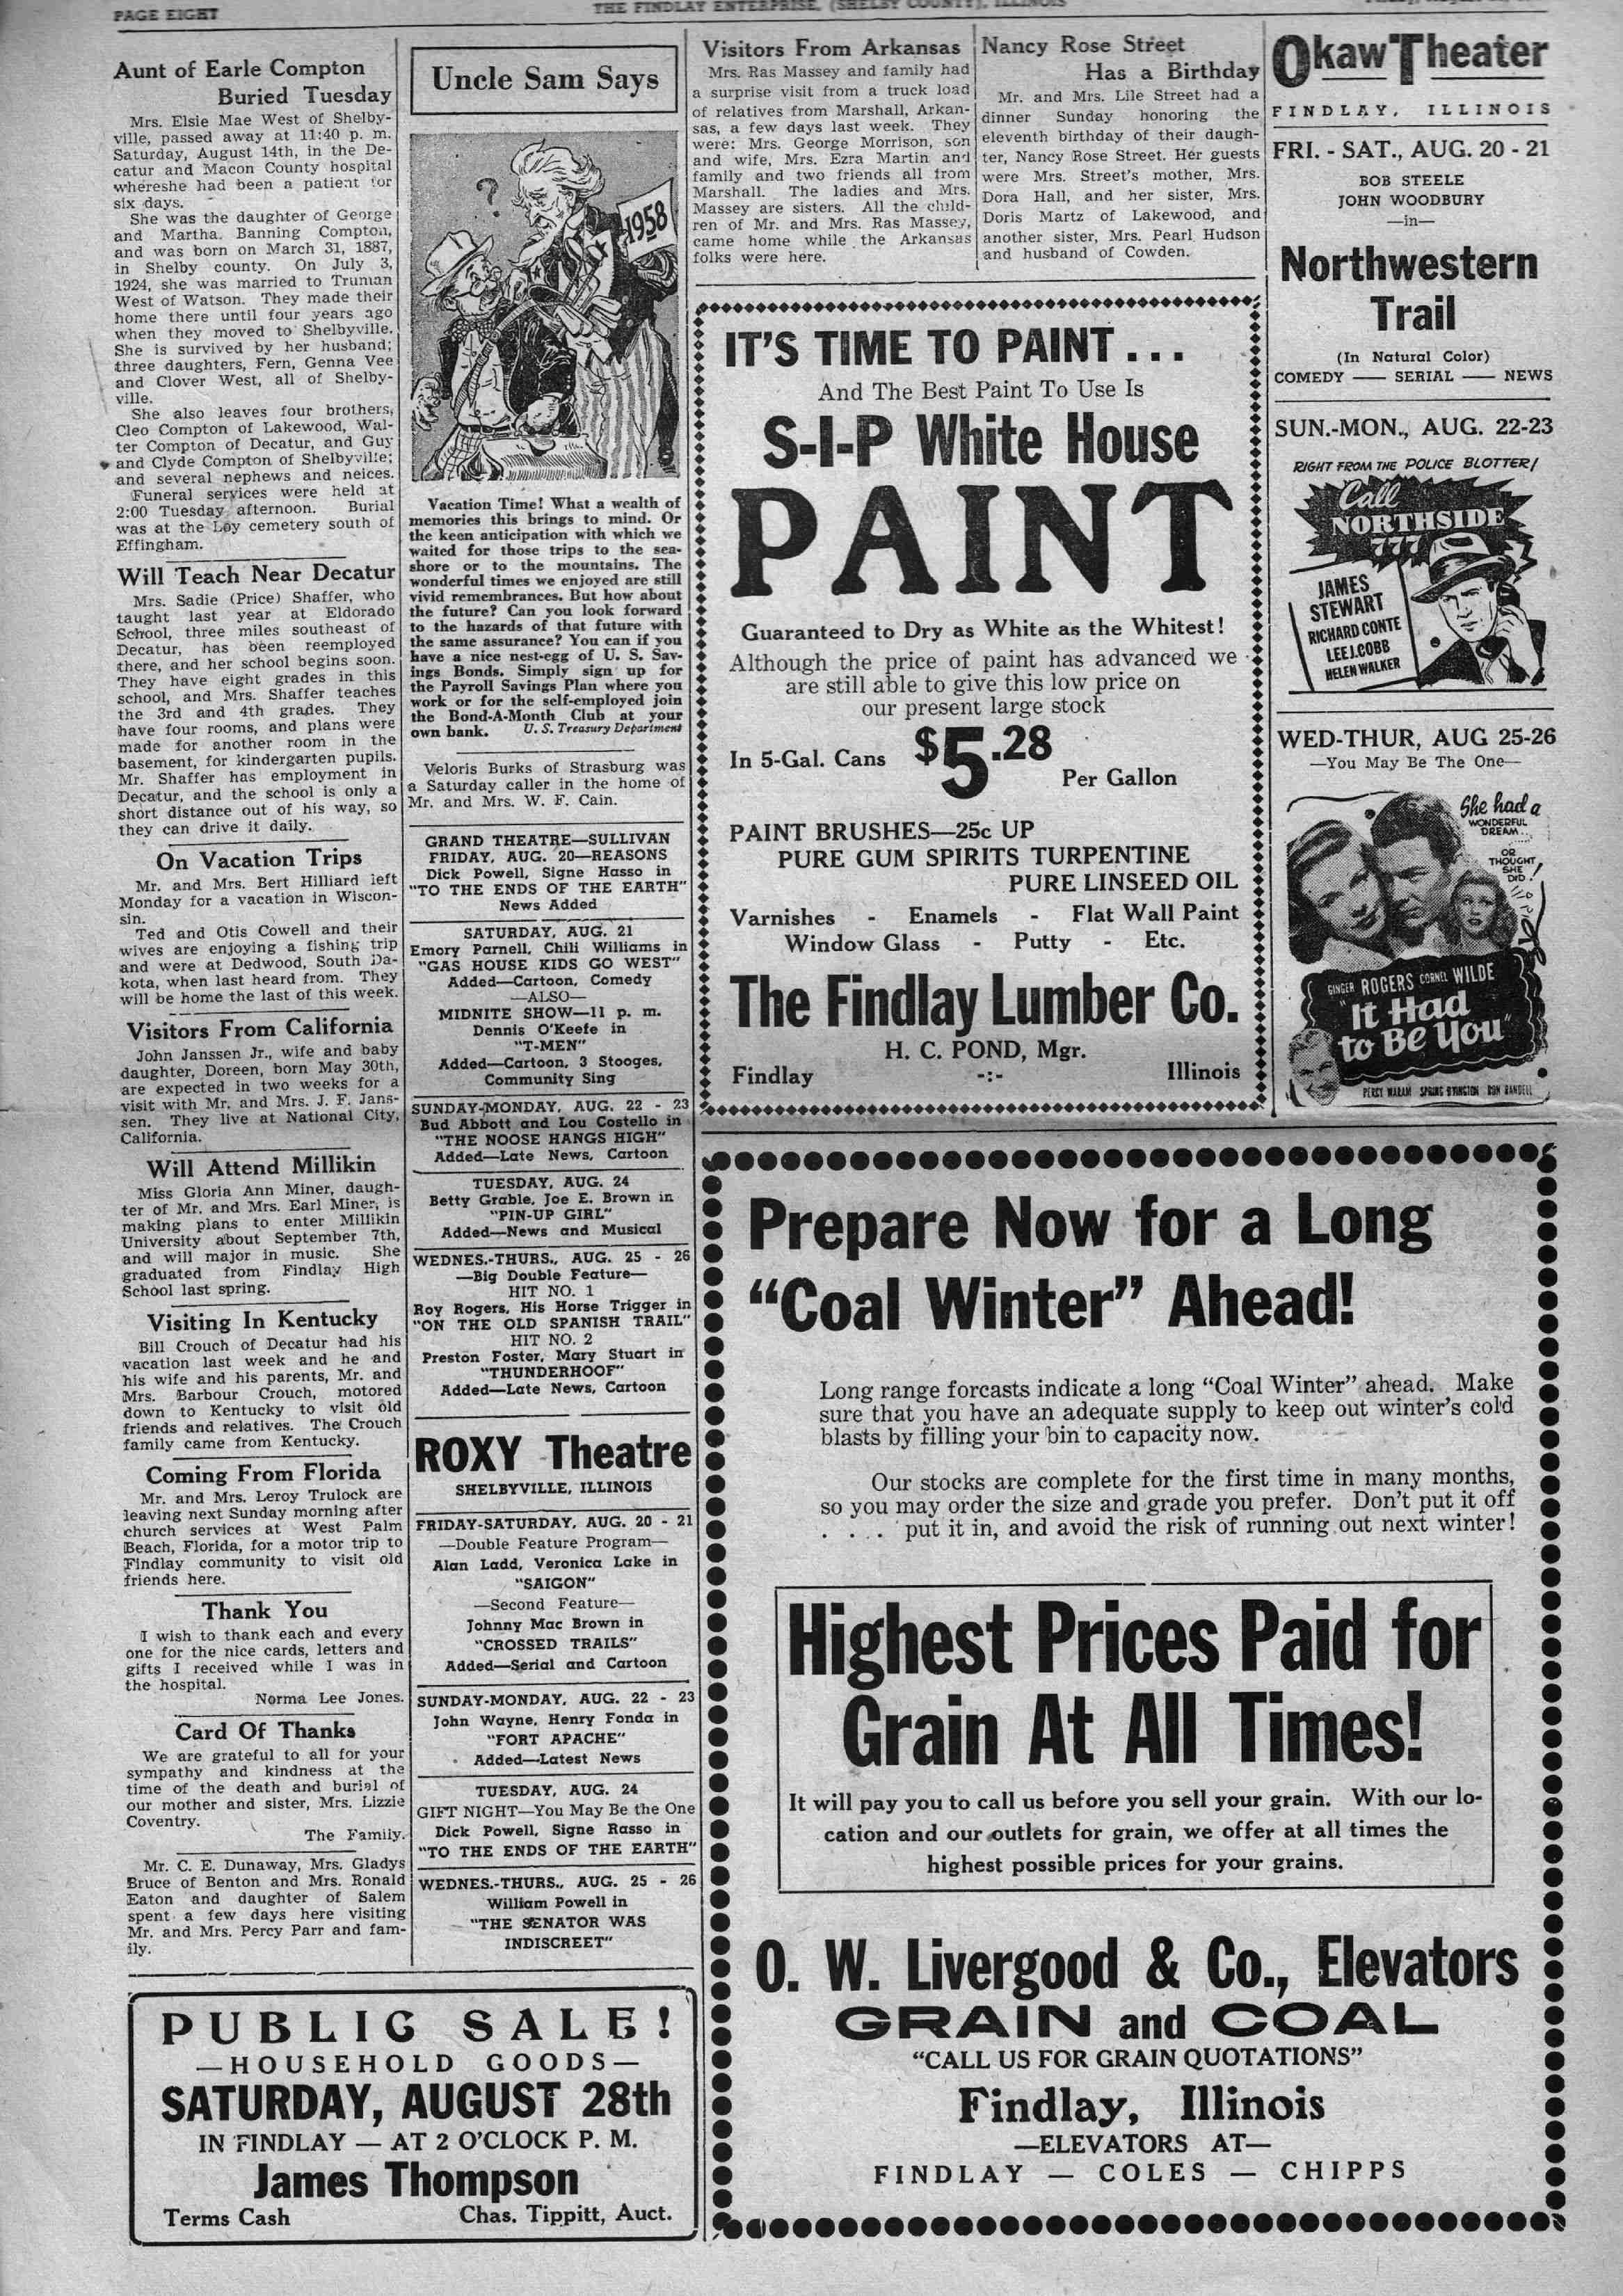 PAGE EIGHT
THE FINDLAY ENTERPRISE, (SHELBY COUNTY), ILLINOIS
Aunt of Earle Compton
Buried Tuesday
Mrs. Elsie Mae West of Shelby-
ville, passed away at 11:40 p. m.
Saturday, August 14th, in the De-
catur and Macon County hospital
whereshe had been a patient for
six days.
She was the daughter of George
and Martha Banning Compton,
and was born on March 31, 1887,
in Shelby county. On July 3,
1924, she was married to Truman
West of Watson. They made their
home there until four years ago
when they moved to Shelbyville.
She is survived by her husband;
three daughters, Fern, Genna Vee
and Clover West, all of Shelby-
ville.
She also leaves four brothers,
Cleo Compton of Lakewood, Wal-
ter Compton of Decatur, and Guy
and Clyde Compton of Shelbyville;
and several nephews and neices.
Funeral services were held at
2:00 Tuesday afternoon. Burial
was at the Loy cemetery south of
Effingham.
Will Teach Near Decatur
Mrs. Sadie (Price) Shaffer, who
taught last year at Eldorado
School, three miles southeast of
Decatur, has been reemployed
there, and her school begins soon.
They have eight grades in this
school, and Mrs. Shaffer teaches
the 3rd and 4th grades. They
have four rooms, and plans were
made for another room in the
basement, for kindergarten pupils.
Mr. Shaffer has employment in
Decatur, and the school is only a
short distance out of his way, so
they can drive it daily.
On Vacation Trips
Mr. and Mrs. Bert Hilliard left
Monday for a vacation in Wiscon-
sin.
Ted and Otis Cowell and their
wives are enjoying a fishing trip
and were at Dedwood, South Da-
kota, when last heard from. They
will be home the last of this week.
Visitors From California
John Janssen Jr., wife and baby
daughter, Doreen, born May 30th,
are expected in two weeks for a
visit with Mr. and Mrs. J. F. Jans-
sen. They live at National City,
California.
Will Attend Millikin
Miss Gloria Ann Miner, daugh-
ter of Mr. and Mrs. Earl Miner, is
making plans to enter Millikin
University about September 7th,
and will major in music. She
graduated from Findlay High
School last spring.
Visiting In Kentucky
Bill Crouch of Decatur had his
vacation last week and he and
his wife and his parents, Mr. and
Mrs. Barbour Crouch, motored
down to Kentucky to visit old
friends and relatives. The Crouch
family came from Kentucky.
Coming From Florida
Mr. and Mrs. Leroy Trulock are
leaving next Sunday morning after
church services at West Palm
Beach, Florida, for a motor trip to
Findlay community to visit old
friends here.
Thank You
I wish to thank each and every
one for the nice cards, letters and
gifts I received while I was in
the hospital.
Norma Lee Jones.
Card Of Thanks
We are grateful to all for your
sympathy and kindness at the
time of the death and burial of
our mother and sister, Mrs. Lizzie
Coventry.
The Family.
Mr. C. E. Dunaway, Mrs. Gladys
Bruce of Benton and Mrs. Ronald
Eaton and daughter of Salem
spent a few days here visiting
Mr. and Mrs. Percy Parr and fam-
ily.
Uncle Sam Says
?
1958
Vacation Time! What a wealth of
memories this brings to mind. Or
the keen anticipation with which we
waited for those trips to the sea-
shore or to the mountains. The
wonderful times we enjoyed are still
vivid remembrances. But how about
the future? Can you look forward
to the hazards of that future with
the same assurance? You can if you
have a nice nest-egg of U. S. Sav-
ings Bonds. Simply sign up for
the Payroll Savings Plan where you
work or for the self-employed join
the Bond-A-Month Club at your
own bank. U. S. Treasury Department
Veloris Burks of Strasburg was
a Saturday caller in the home of
Mr. and Mrs. W. F. Cain.
GRAND THEATRE—SULLIVAN
FRIDAY, AUG. 20—REASONS
Dick Powell, Signe Hasso in
"TO THE ENDS OF THE EARTH"
News Added
SATURDAY, AUG. 21
Emory Parnell, Chili Williams in
"GAS HOUSE KIDS GO WEST"
Added—Cartoon, Comedy
—ALSO—
MIDNITE SHOW—11 p. m.
Dennis O'Keefe in
"T-MEN"
Added—Cartoon, 3 Stooges,
Community Sing
SUNDAY-MONDAY, AUG. 22 - 23
Bud Abbott and Lou Costello in
"THE NOOSE HANGS HIGH"
Added—Late News, Cartoon
TUESDAY, AUG. 24
Betty Grable, Joe E. Brown in
"PIN-UP GIRL"
Added—News and Musical
WEDNES.-THURS., AUG. 25 - 26
—Big Double Feature—
HIT NO. 1
Roy Rogers, His Horse Trigger in
"ON THE OLD SPANISH TRAIL"
HIT NO. 2
Preston Foster, Mary Stuart in
"THUNDERHOOF"
Added—Late News, Cartoon
ROXY Theatre
SHELBYVILLE, ILLINOIS
FRIDAY-SATURDAY, AUG. 20 - 21
—Double Feature Program—
Alan Ladd, Veronica Lake in
"SAIGON"
—Second Feature—
Johnny Mac Brown in
"CROSSED TRAILS"
Added—Serial and Cartoon
SUNDAY-MONDAY, AUG. 22 - 23
John Wayne, Henry Fonda in
"FORT APACHE"
Added—Latest News
TUESDAY, AUG. 24
GIFT NIGHT—You May Be the One
Dick Powell, Signe Rasso in
"TO THE ENDS OF THE EARTH"
WEDNES.-THURS., AUG. 25 - 26
William Powell in
"THE SENATOR WAS
INDISCREET"
PUBLIC SALE!
—HOUSEHOLD GOODS—
SATURDAY, AUGUST 28th
IN FINDLAY — AT 2 O'CLOCK P. M.
James Thompson
Terms Cash Chas. Tippitt, Auct.
Visitors From Arkansas
Mrs. Ras Massey and family had
a surprise visit from a truck load
of relatives from Marshall, Arkan-
sas, a few days last week. They
were: Mrs. George Morrison, son
and wife, Mrs. Ezra Martin and
family and two friends all from
Marshall. The ladies and Mrs.
Massey are sisters. All the child-
ren of Mr. and Mrs. Ras Massey,
came home while the Arkansas
folks were here.
Nancy Rose Street
Has a Birthday
Mr. and Mrs. Lile Street had a
dinner Sunday honoring the
eleventh birthday of their daugh-
ter, Nancy Rose Street. Her guests
were Mrs. Street's mother, Mrs.
Dora Hall, and her sister, Mrs.
Doris Martz of Lakewood, and
another sister, Mrs. Pearl Hudson
and husband of Cowden.
IT'S TIME TO PAINT . . .
And The Best Paint To Use Is
S-I-P White House
PAINT
Guaranteed to Dry as White as the Whitest!
Although the price of paint has advanced we
are still able to give this low price on
our present large stock
In 5-Gal. Cans $5.28 Per Gallon
PAINT BRUSHES—25c UP
PURE GUM SPIRITS TURPENTINE
PURE LINSEED OIL
Varnishes - Enamels - Flat Wall Paint
Window Glass - Putty - Etc.
The Findlay Lumber Co.
H. C. POND, Mgr.
Findlay -:- Illinois
Okaw Theater
FINDLAY, ILLINOIS
FRI. - SAT., AUG. 20 - 21
BOB STEELE
JOHN WOODBURY
—in—
Northwestern
Trail
(In Natural Color)
COMEDY — SERIAL — NEWS
SUN.-MON., AUG. 22-23
RIGHT FROM THE POLICE BLOTTER!
Call
NORTHSIDE
777
JAMES
STEWART
RICHARD CONTE
LEE J. COBB
HELEN WALKER
WED-THUR, AUG 25-26
—You May Be The One—
She had a
WONDERFUL
DREAM...
OR
THOUGHT
SHE
DID!
GINGER ROGERS CORNEL WILDE
"It Had
to Be You"
PERCY WARAM SPRING BYINGTON RON RANDELL
Prepare Now for a Long
"Coal Winter" Ahead!
Long range forcasts indicate a long "Coal Winter" ahead. Make
sure that you have an adequate supply to keep out winter's cold
blasts by filling your bin to capacity now.
Our stocks are complete for the first time in many months,
so you may order the size and grade you prefer. Don't put it off
. . . . put it in, and avoid the risk of running out next winter!
Highest Prices Paid for
Grain At All Times!
It will pay you to call us before you sell your grain. With our lo-
cation and our outlets for grain, we offer at all times the
highest possible prices for your grains.
O. W. Livergood & Co., Elevators
GRAIN and COAL
"CALL US FOR GRAIN QUOTATIONS"
Findlay, Illinois
—ELEVATORS AT—
FINDLAY — COLES — CHIPPS